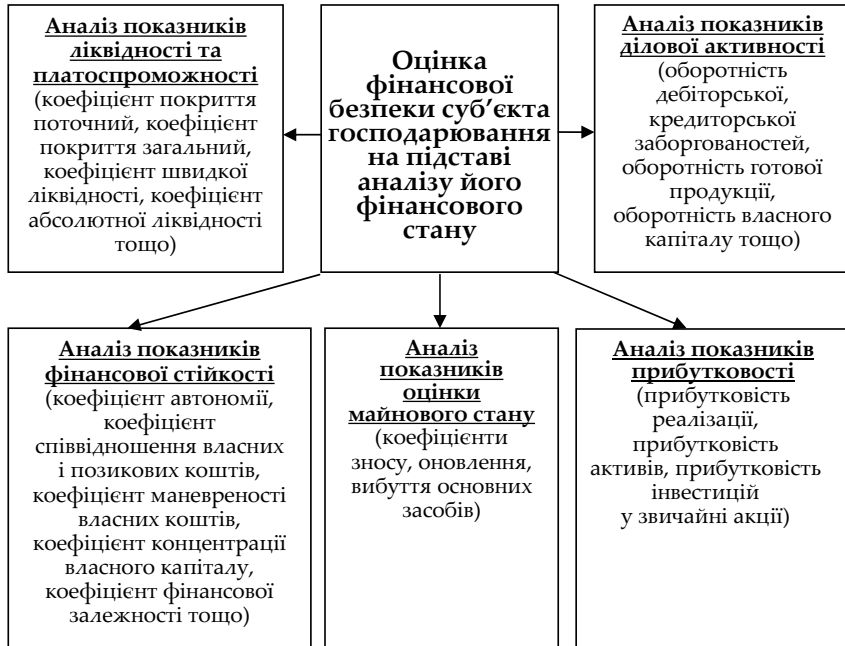 Аналіз показників
ліквідності та
платоспроможності
(коефіцієнт покриття
поточний, коефіцієнт
покриття загальний,
коефіцієнт швидкої
ліквідності, коефіцієнт
абсолютної ліквідності
тощо)
Оцінка
фінансової
безпеки суб’єкта
господарювання
на підставі
аналізу його
фінансового
стану
Аналіз показників
ділової активності
(оборотність
дебіторської,
кредиторської
заборгованостей,
оборотність готової
продукції,
оборотність власного
капіталу тощо)
Аналіз показників
фінансової стійкості
(коефіцієнт автономії,
коефіцієнт
співвідношення власних
і позикових коштів,
коефіцієнт маневреності
власних коштів,
коефіцієнт концентрації
власного капіталу,
коефіцієнт фінансової
залежності тощо)
Аналіз
показників
оцінки
майнового стану
(коефіцієнти
зносу, оновлення,
вибуття основних
засобів)
Аналіз показників
прибутковості
(прибутковість
реалізації,
прибутковість
активів, прибутковість
інвестицій
у звичайні акції)